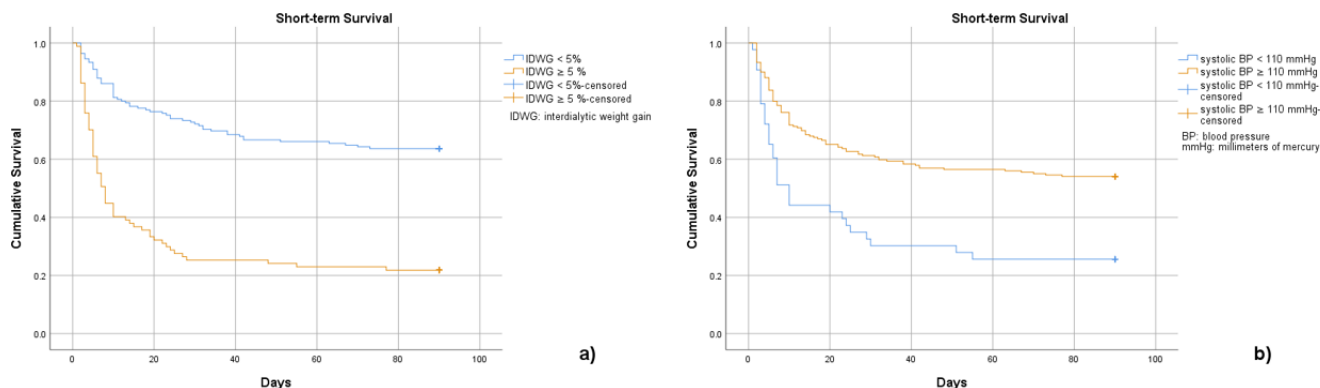 Short-term Survival
1.0
0.8
0.6
0.4
0.2
0.0
0
20
40
60
80
100
Cumulative Survival
Days
IDWG < 5%
IDWG ≥ 5 %
IDWG < 5%-censored
IDWG ≥ 5 %-censored
IDWG: interdialytic weight gain
a)
Short-term Survival
1.0
0.8
0.6
0.4
0.2
0.0
0
20
40
60
80
100
Cumulative Survival
Days
systolic BP < 110 mmHg
systolic BP ≥ 110 mmHg
systolic BP < 110 mmHg-
censored
systolic BP ≥ 110 mmHg-
censored
BP: blood pressure
mmHg: millimeters of mercury
b)